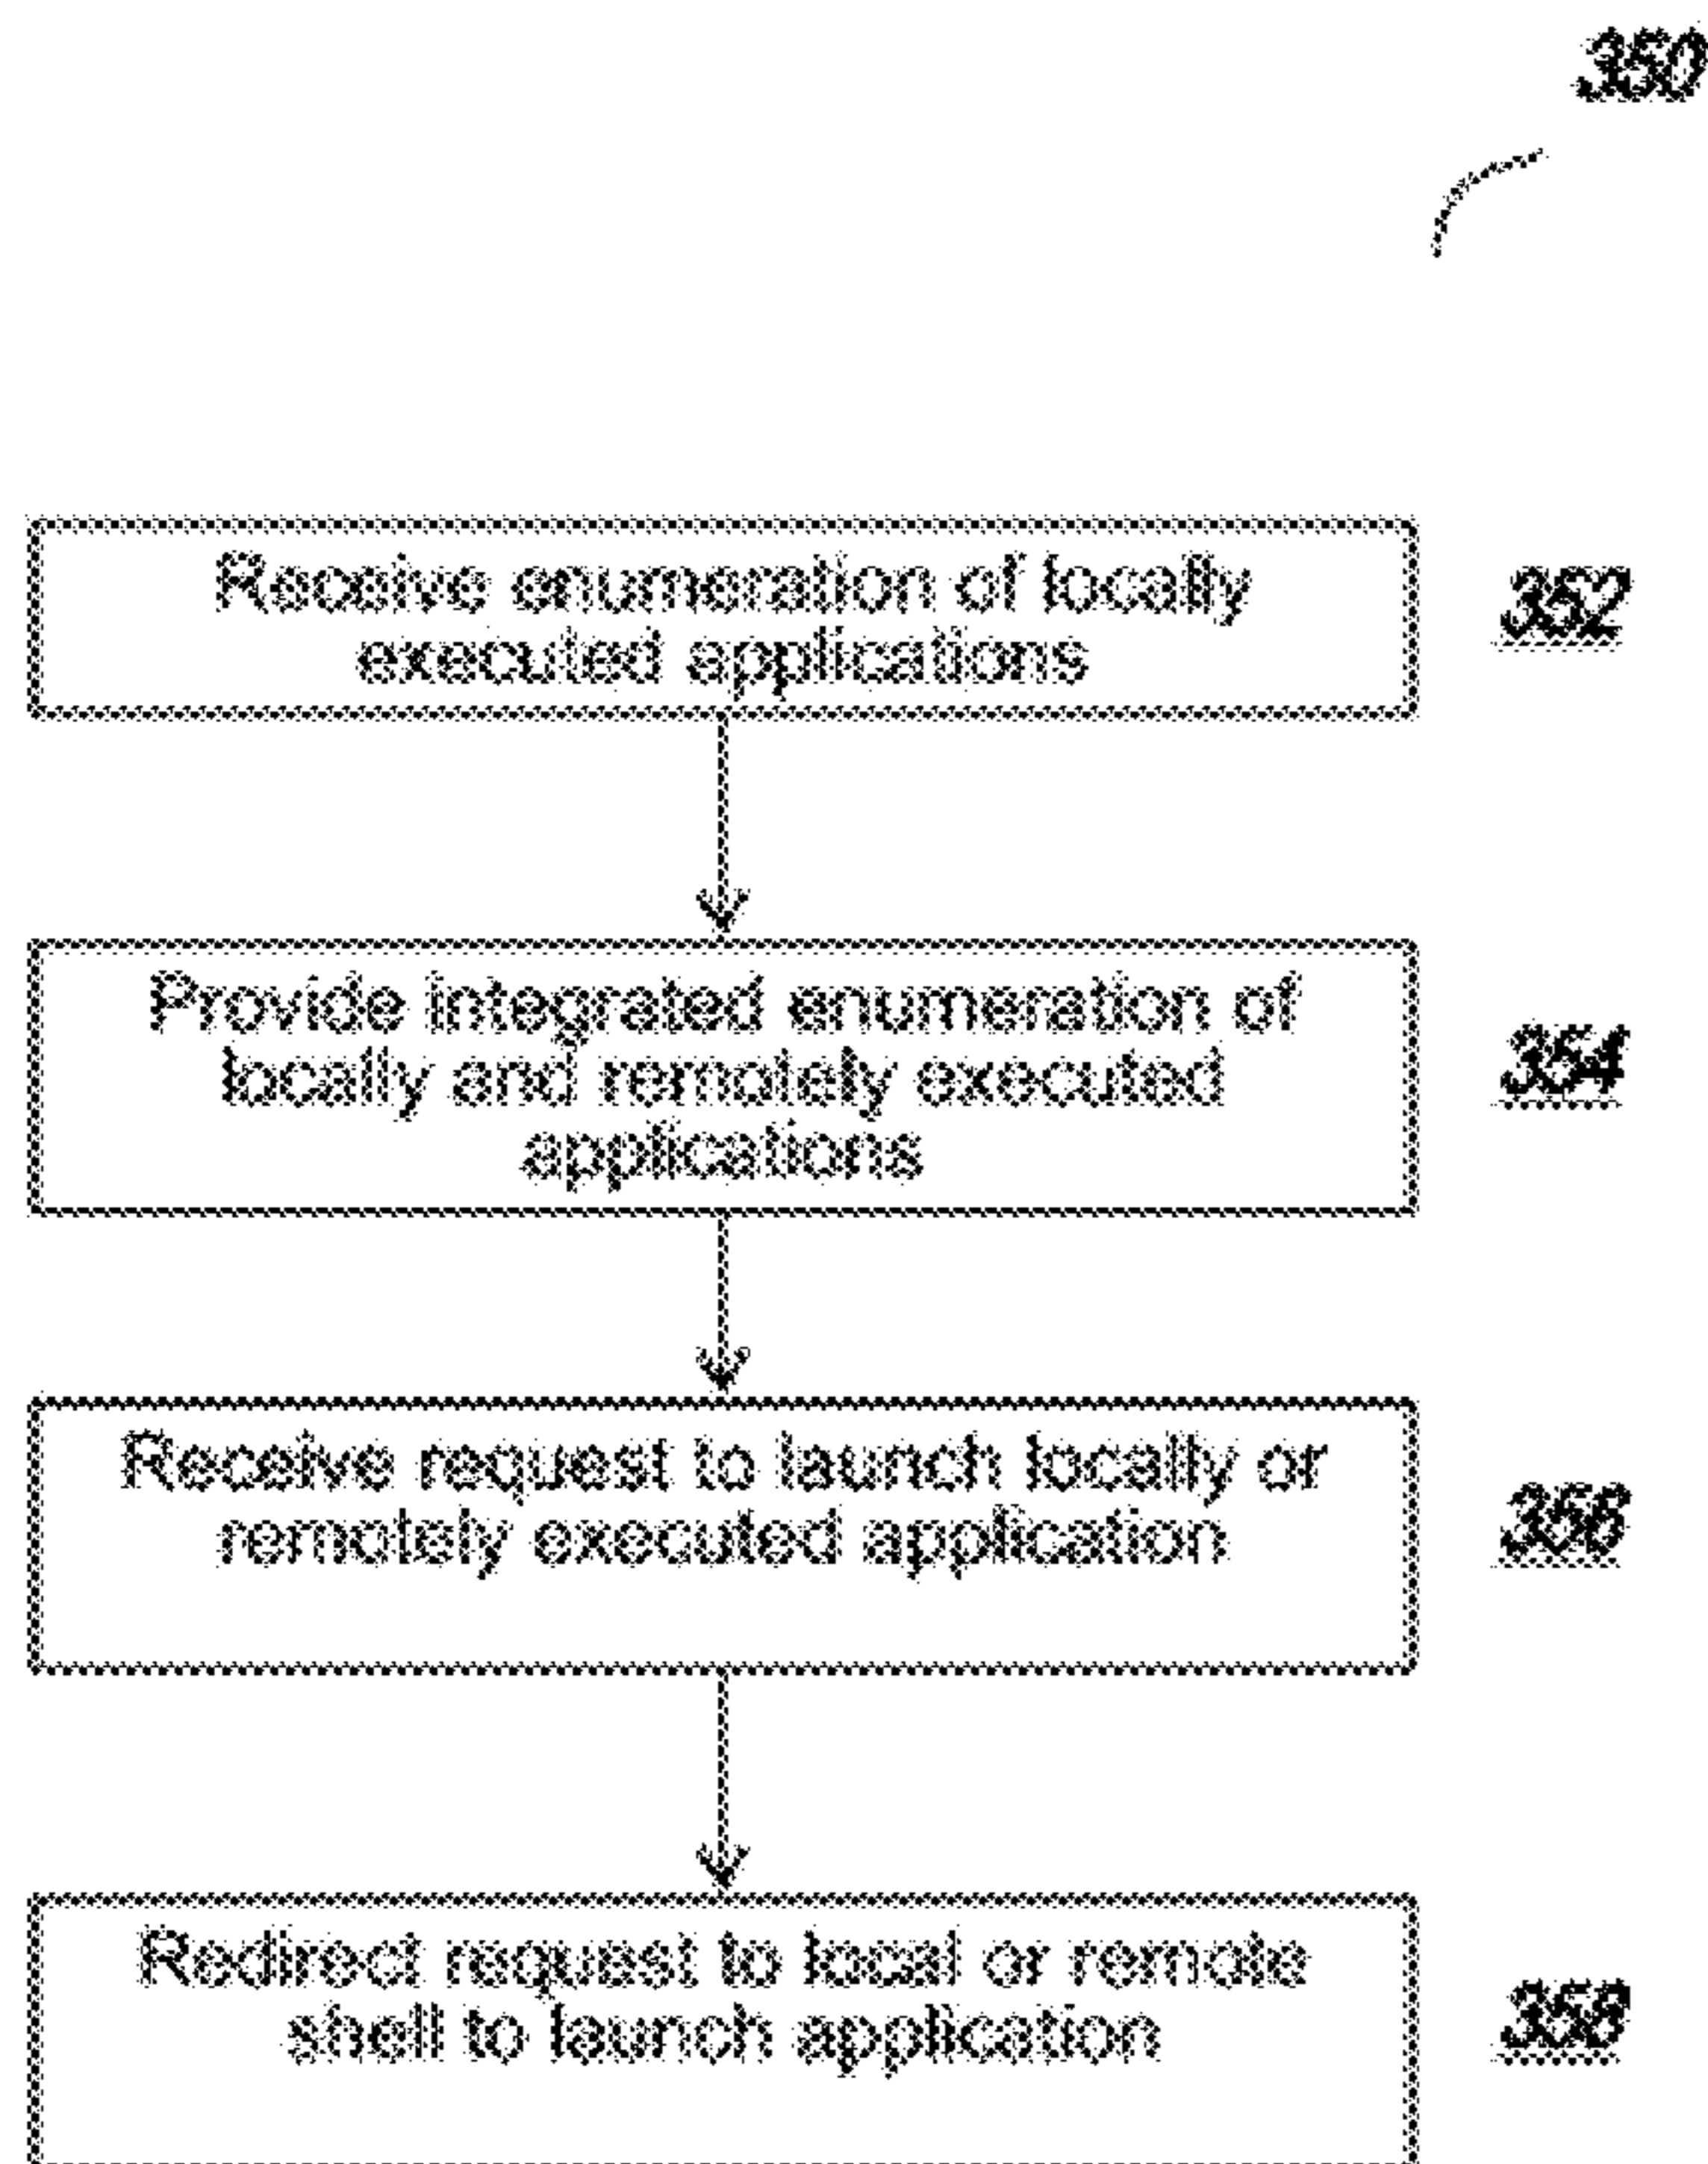 350
Receive enumeration of locally
executed applications
352
Provide integrated enumeration of
locally and remotely executed
applications
354
Receive request to launch locally or
remotely executed application
356
Redirect request to local or remote
shell to launch application
358